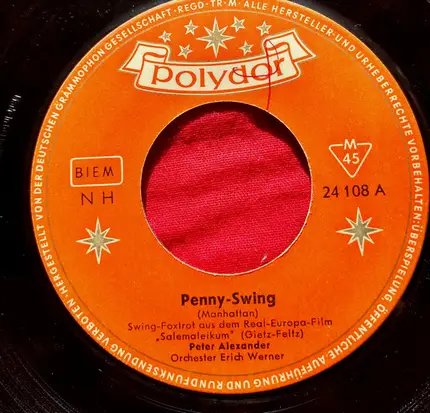 HERGESTELLT VON DER DEUTSCHEN GRAMMOPHON GESELLSCHAFT · REGD·TR·M· ALLE HERSTELLER-UND URHEBERRECHTE VORBEHALTEN·ÜBERSPIELUNG ÖFFENTLICHE AUFFÜHRUNG UND RUNDFUNKSENDUNG VERBOTEN·
polydor
BIEM
NH
M
45
24 108 A
Penny-Swing
(Manhattan)
Swing-Foxtrot aus dem Real-Europa-Film
„Salemaleikum" (Gietz-Feltz)
Peter Alexander
Orchester Erich Werner